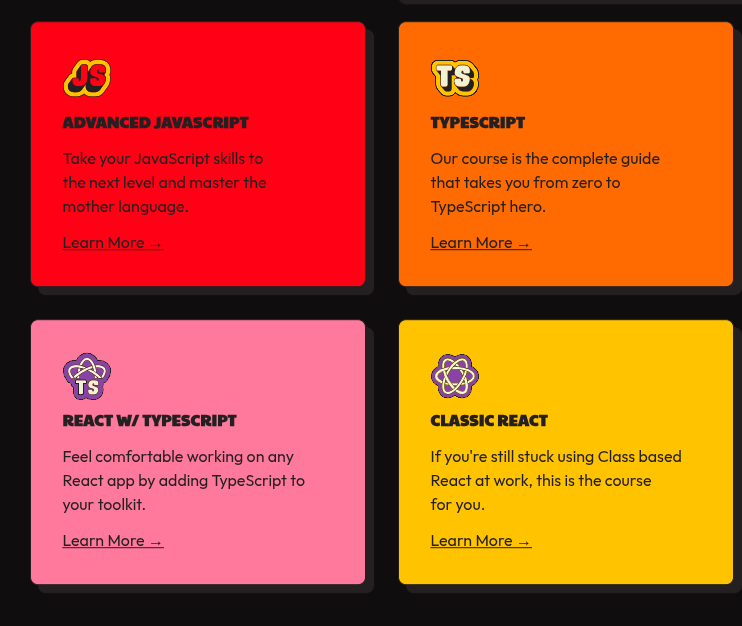 JS
ADVANCED JAVASCRIPT
Take your JavaScript skills to
the next level and master the
mother language.
Learn More →
TS
TYPESCRIPT
Our course is the complete guide
that takes you from zero to
TypeScript hero.
Learn More →
TS
REACT W/ TYPESCRIPT
Feel comfortable working on any
React app by adding TypeScript to
your toolkit.
Learn More →
CLASSIC REACT
If you're still stuck using Class based
React at work, this is the course
for you.
Learn More →